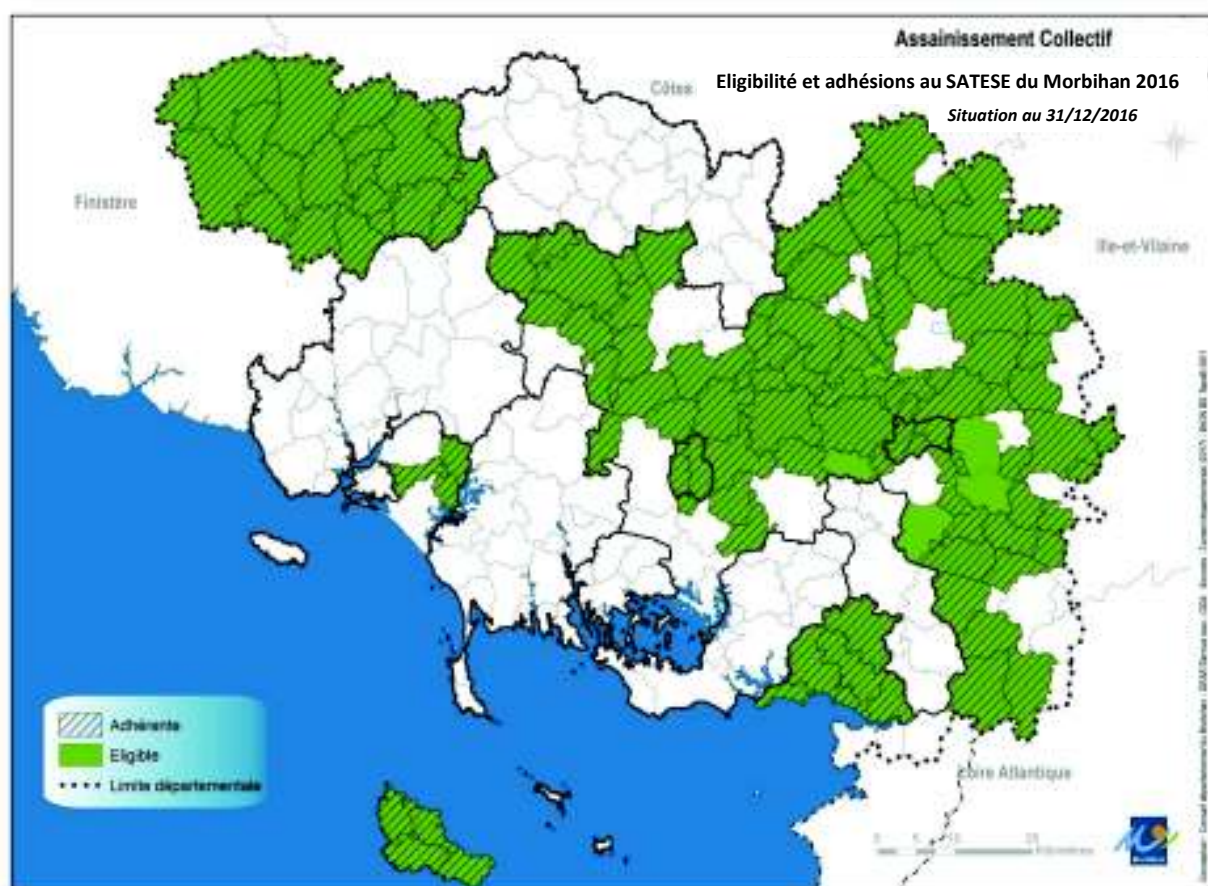 Assainissement Collectif
Eligibilité et adhésions au SATESE du Morbihan 2016
Situation au 31/12/2016
Côtes
Finistère
Ille-et-Vilaine
Adhérente
Eligible
Limite départementale
Loire Atlantique